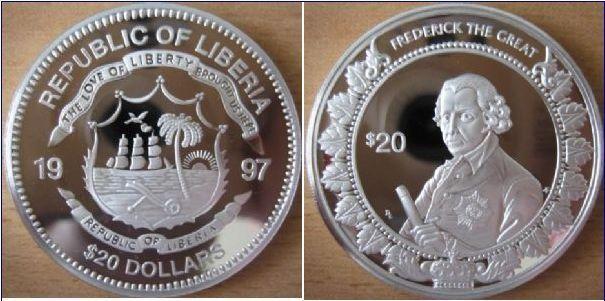 REPUBLIC OF LIBERIA
THE LOVE OF LIBERTY BROUGHT US HERE
19 97
REPUBLIC OF LIBERIA
$20 DOLLARS
FREDERICK THE GREAT
$20